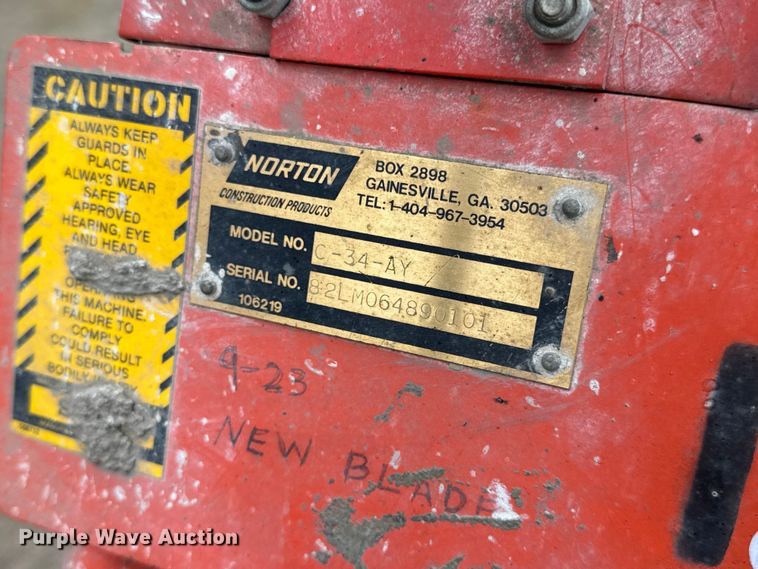 CAUTION
ALWAYS KEEP
GUARDS IN
PLACE.
ALWAYS WEAR
SAFETY
APPROVED
HEARING, EYE
AND HEAD
OPERATING
THIS MACHINE.
FAILURE TO
COMPLY
COULD RESULT
IN SERIOUS
BODILY
NORTON
CONSTRUCTION PRODUCTS
BOX 2898
GAINESVILLE, GA. 30503
TEL: 1-404-967-3954
MODEL NO. C-34-AY
SERIAL NO. 82LM064890101
106219
9-23
NEW BLADE
Purple Wave Auction